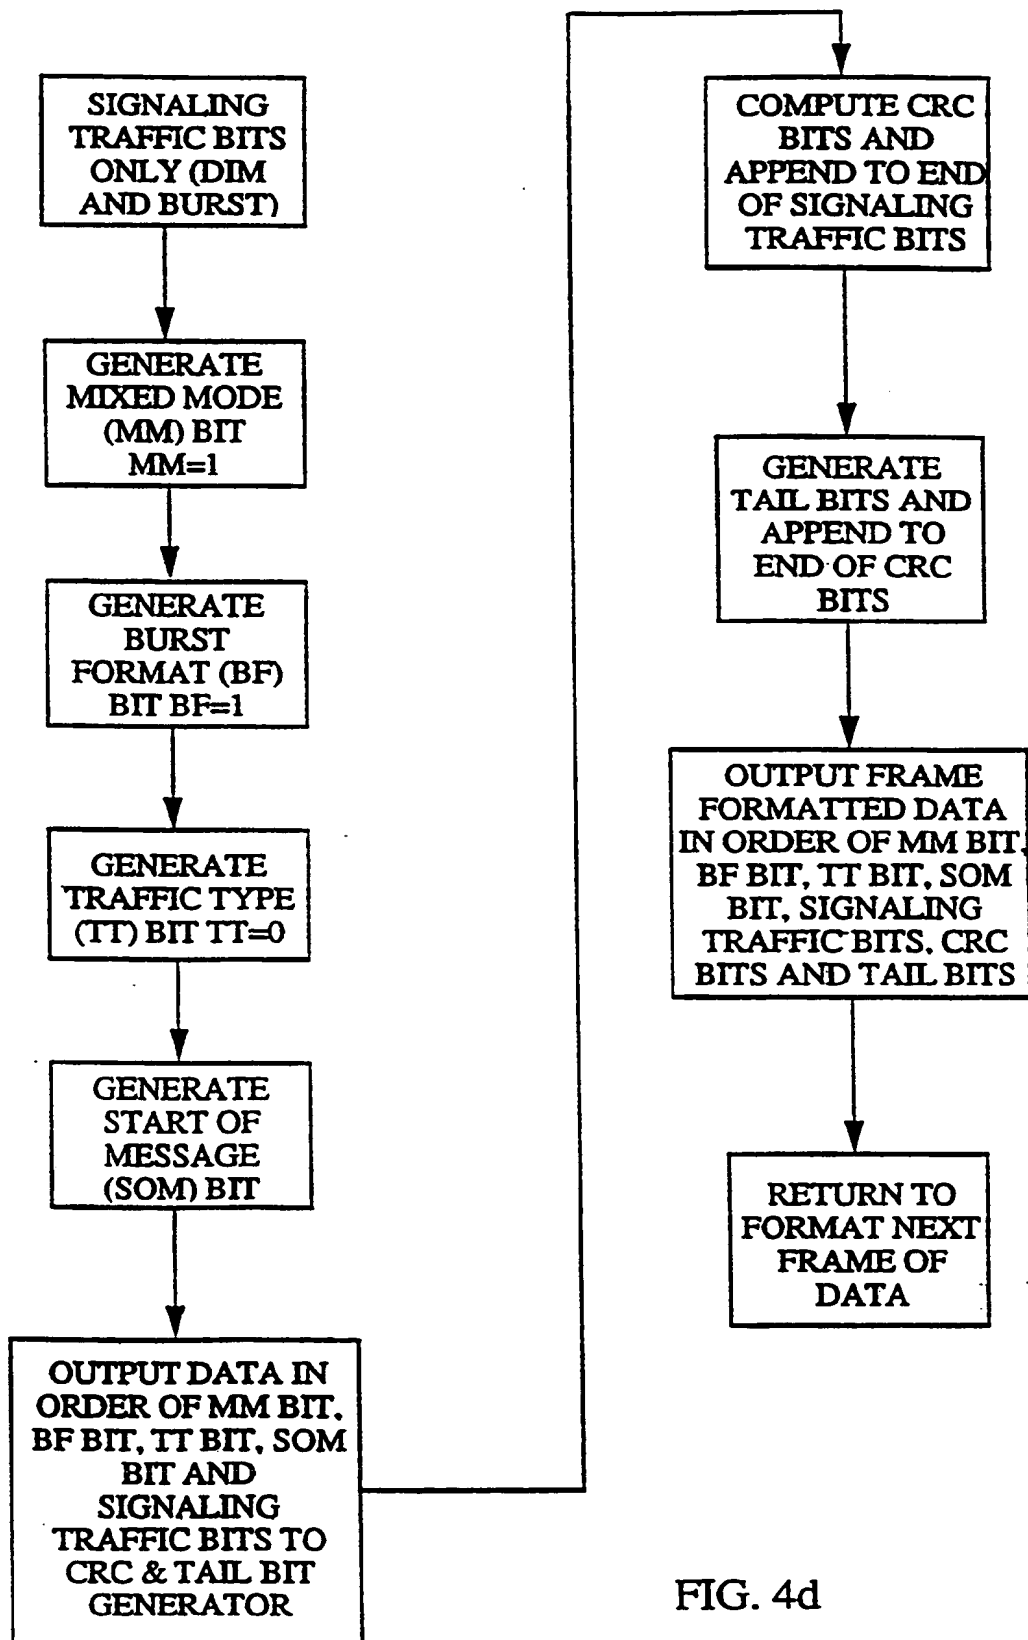 SIGNALING
TRAFFIC BITS
ONLY (DIM
AND BURST)
GENERATE
MIXED MODE
(MM) BIT
MM=1
GENERATE
BURST
FORMAT (BF)
BIT BF=1
GENERATE
TRAFFIC TYPE
(TT) BIT TT=0
GENERATE
START OF
MESSAGE
(SOM) BIT
OUTPUT DATA IN
ORDER OF MM BIT,
BF BIT, TT BIT, SOM
BIT AND
SIGNALING
TRAFFIC BITS TO
CRC & TAIL BIT
GENERATOR
COMPUTE CRC
BITS AND
APPEND TO END
OF SIGNALING
TRAFFIC BITS
GENERATE
TAIL BITS AND
APPEND TO
END OF CRC
BITS
OUTPUT FRAME
FORMATTED DATA
IN ORDER OF MM BIT,
BF BIT, TT BIT, SOM
BIT, SIGNALING
TRAFFIC BITS, CRC
BITS AND TAIL BITS
RETURN TO
FORMAT NEXT
FRAME OF
DATA
FIG. 4d